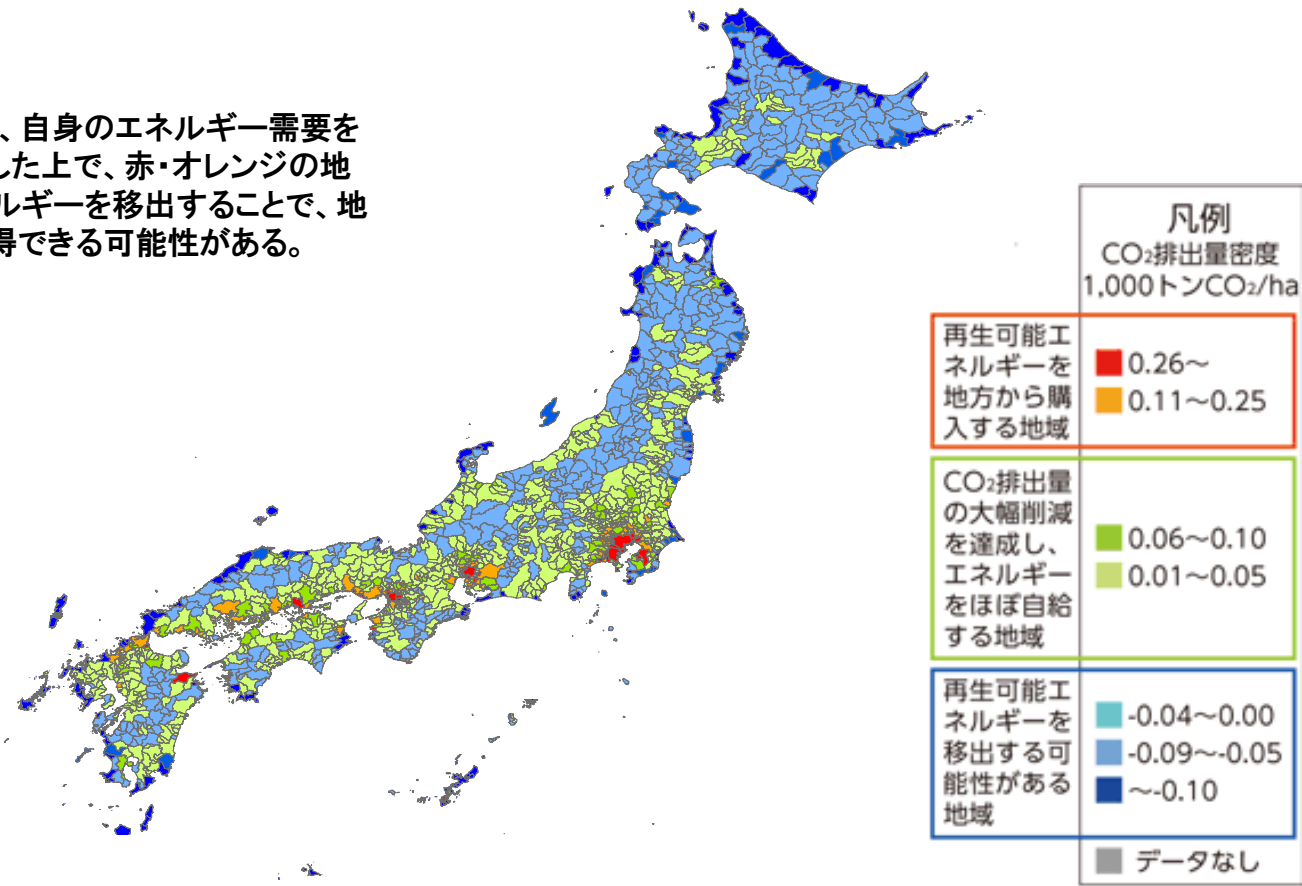 、自身のエネルギー需要を
した上で、赤・オレンジの地
ルギーを移出することで、地
得できる可能性がある。
凡例
CO₂排出量密度
1,000トンCO₂/ha
再生可能エ
ネルギーを
地方から購
入する地域
0.26～
0.11～0.25
CO₂排出量
の大幅削減
を達成し、
エネルギー
をほぼ自給
する地域
0.06～0.10
0.01～0.05
再生可能エ
ネルギーを
移出する可
能性がある
地域
-0.04～0.00
-0.09～-0.05
～-0.10
データなし